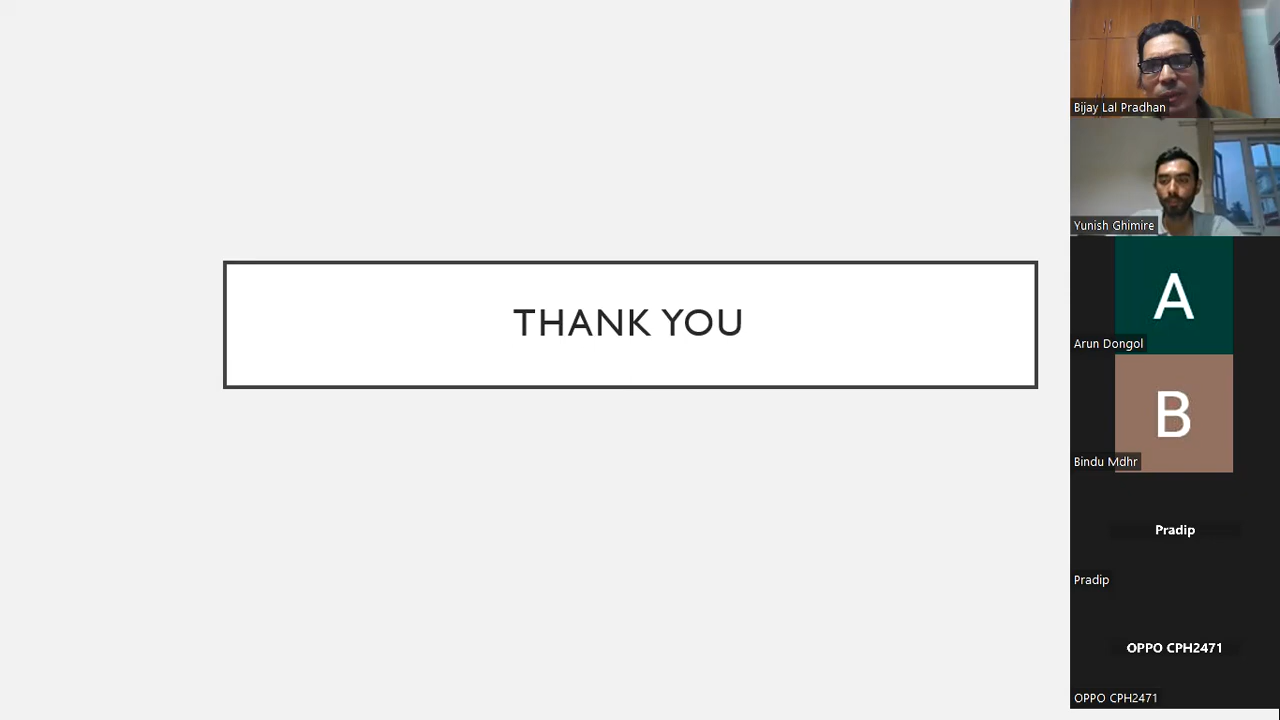 THANK YOU
Bijay Lal Pradhan
Yunish Ghimire
A
Arun Dongol
B
Bindu Mdhr
Pradip
Pradip
OPPO CPH2471
OPPO CPH2471